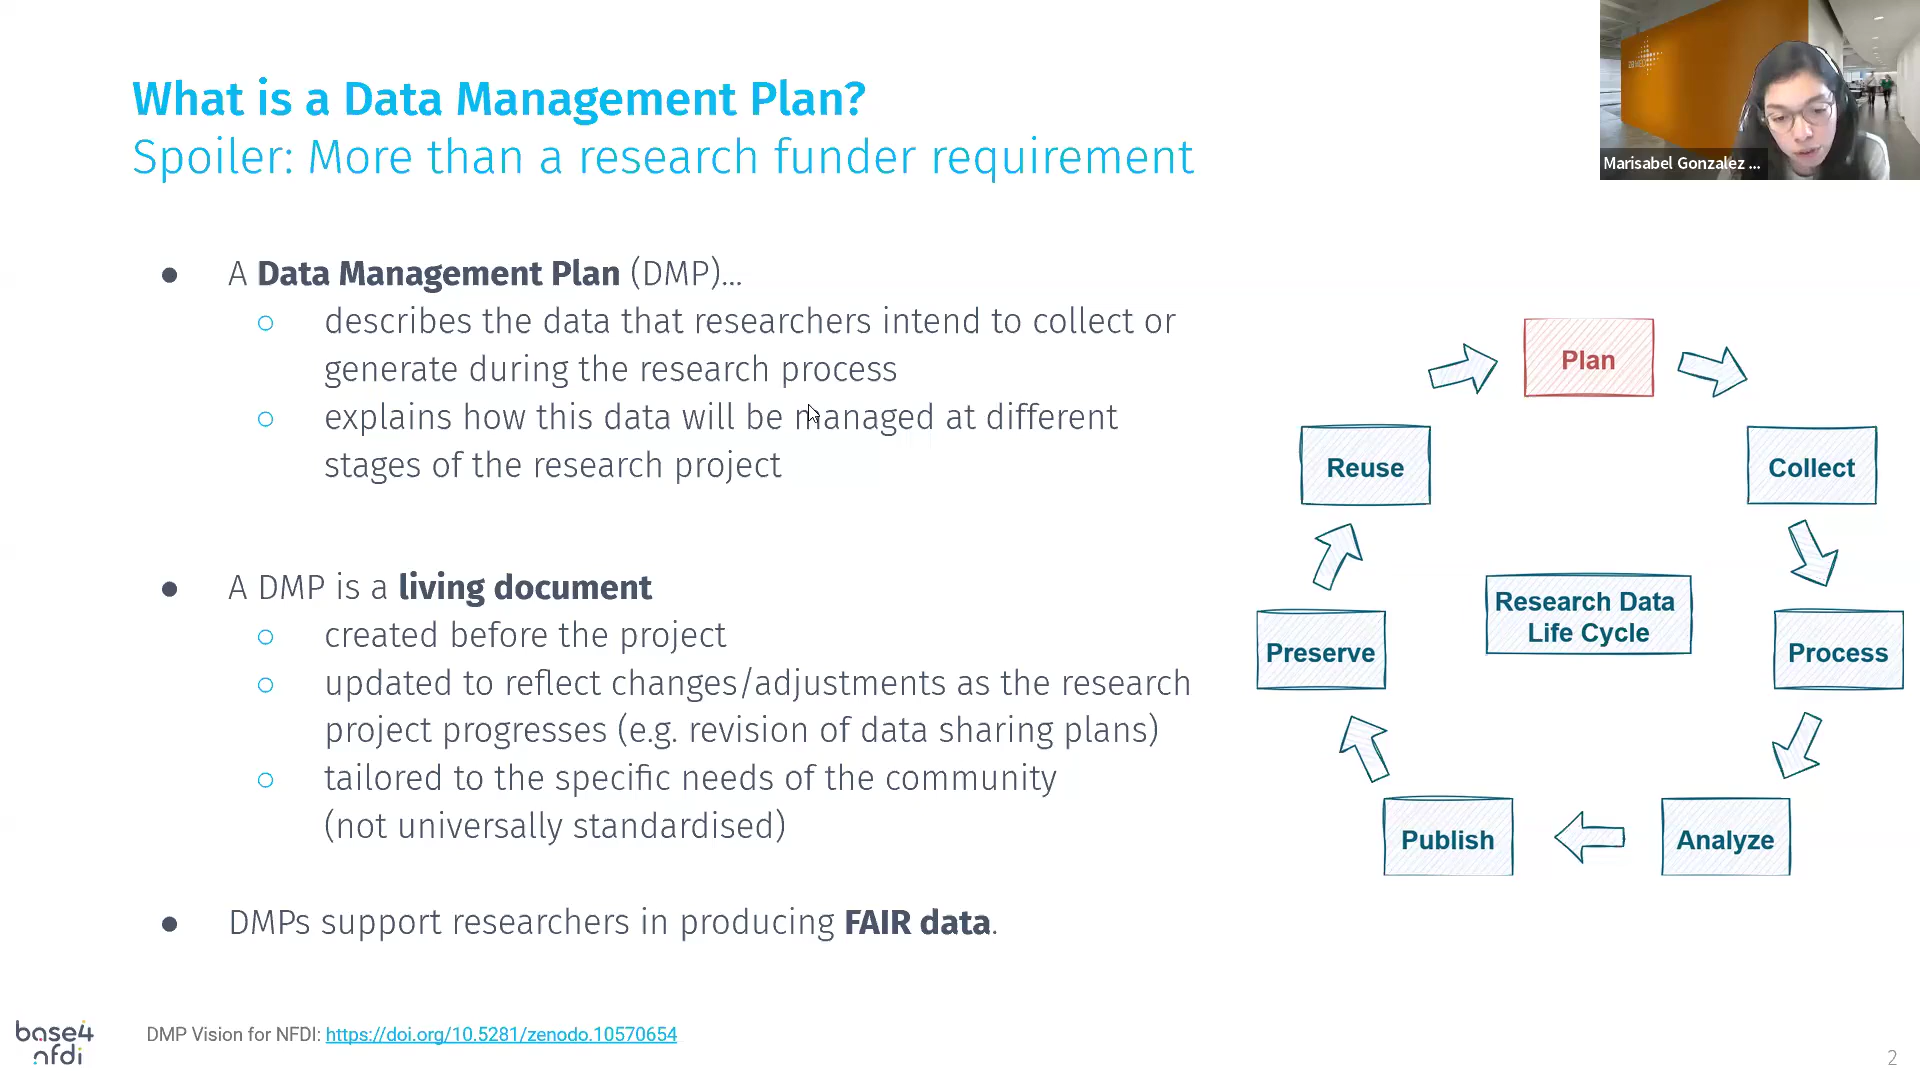 What is a Data Management Plan?
Spoiler: More than a research funder requirement
● A Data Management Plan (DMP)...
○ describes the data that researchers intend to collect or
generate during the research process
○ explains how this data will be managed at different
stages of the research project
● A DMP is a living document
○ created before the project
○ updated to reflect changes/adjustments as the research
project progresses (e.g. revision of data sharing plans)
○ tailored to the specific needs of the community
(not universally standardised)
● DMPs support researchers in producing FAIR data.
Plan
Collect
Process
Analyze
Publish
Preserve
Reuse
Research Data
Life Cycle
Marisabel Gonzalez ...
base4
nfdi
DMP Vision for NFDI: https://doi.org/10.5281/zenodo.10570654
2